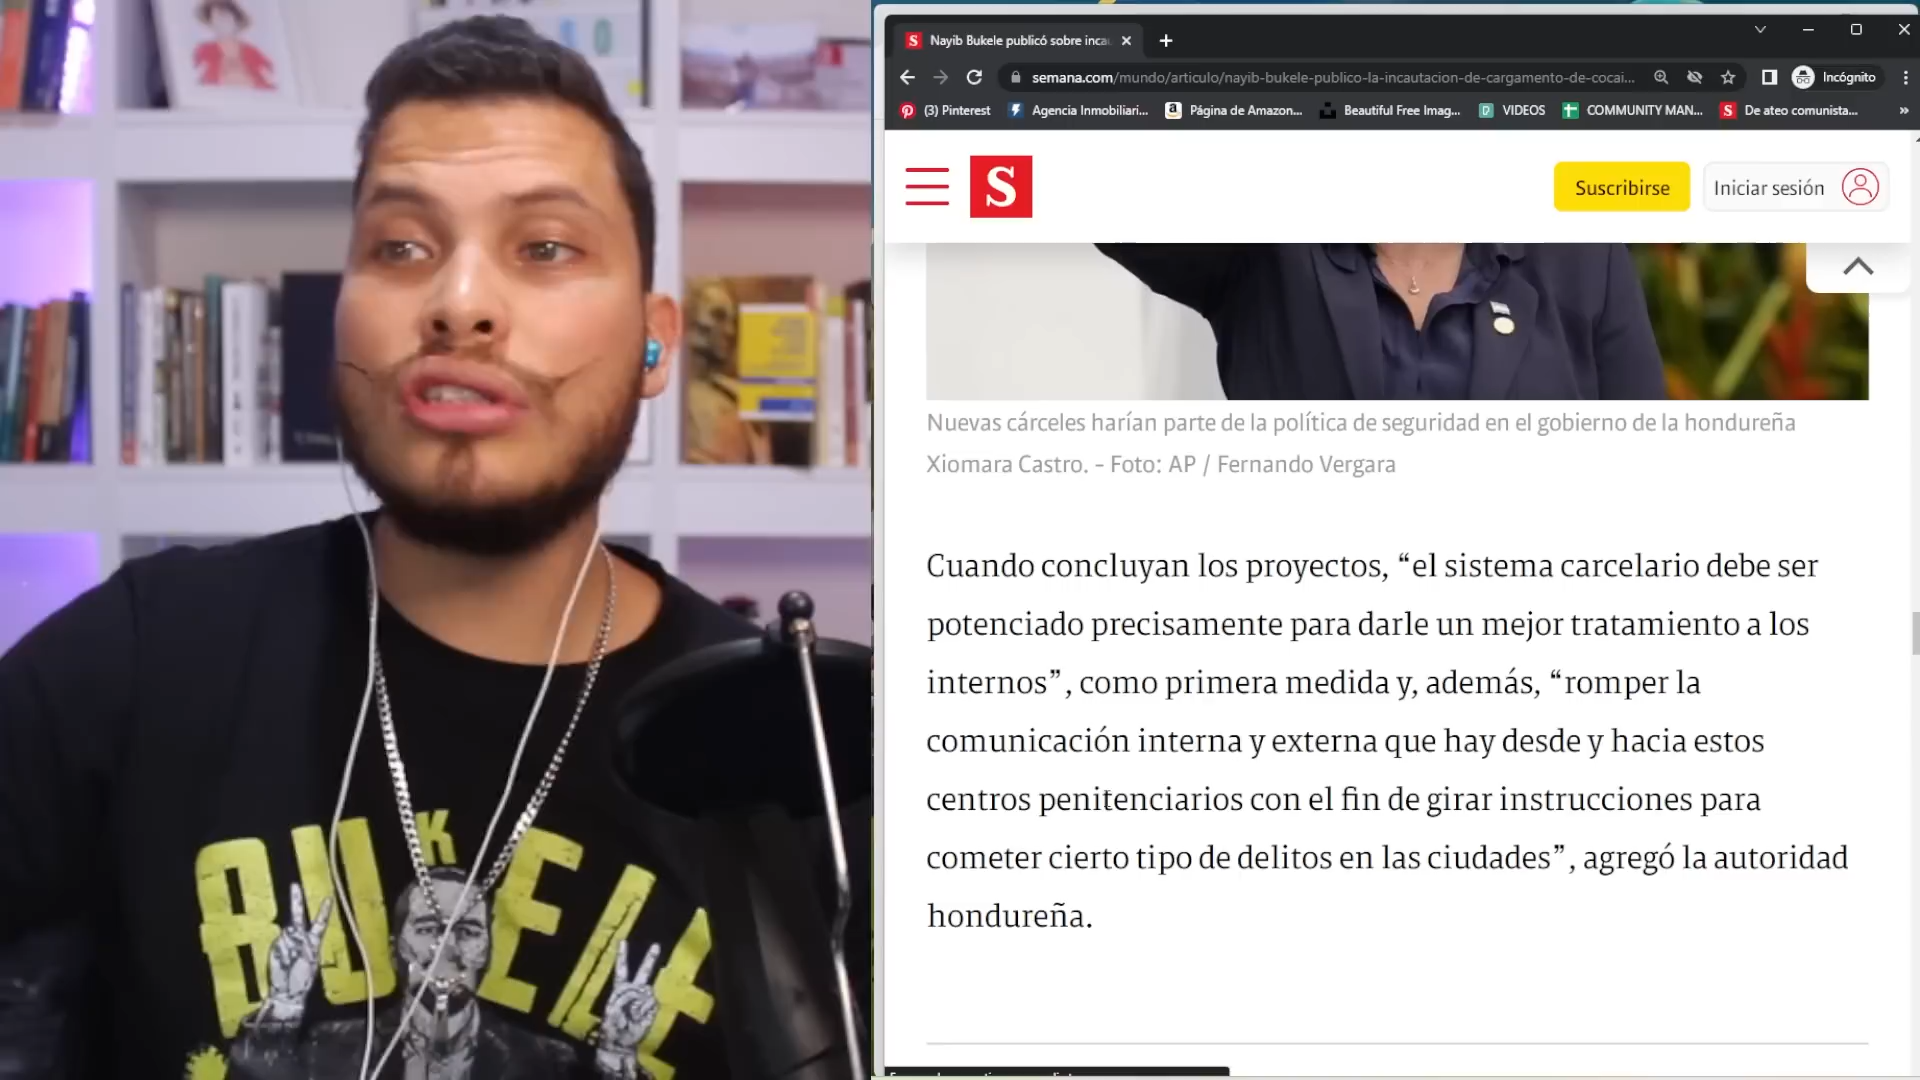 Nayib Bukele publicó sobre inca
semana.com/mundo/articulo/nayib-bukele-publico-la-incautacion-de-cargamento-de-cocai...
Incógnito
(3) Pinterest
Agencia Inmobiliari...
Página de Amazon...
Beautiful Free Imag...
VIDEOS
COMMUNITY MAN...
De ateo comunista...
S
Suscribirse
Iniciar sesión
Nuevas cárceles harían parte de la política de seguridad en el gobierno de la hondureña
Xiomara Castro. - Foto: AP / Fernando Vergara
Cuando concluyan los proyectos, “el sistema carcelario debe ser
potenciado precisamente para darle un mejor tratamiento a los
internos”, como primera medida y, además, “romper la
comunicación interna y externa que hay desde y hacia estos
centros penitenciarios con el fin de girar instrucciones para
cometer cierto tipo de delitos en las ciudades”, agregó la autoridad
hondureña.
BUKELE